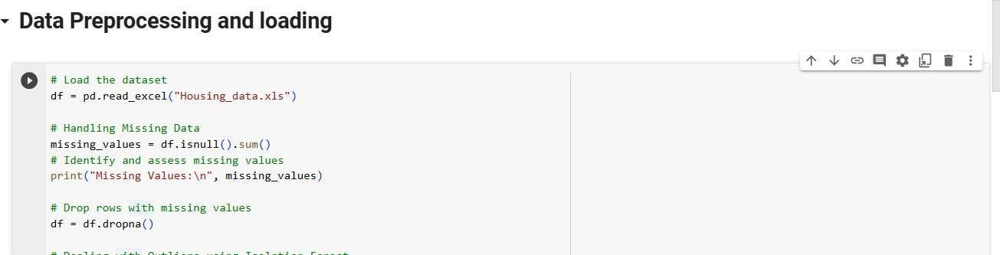 Data Preprocessing and loading
# Load the dataset
df = pd.read_excel("Housing_data.xls")
# Handling Missing Data
missing_values = df.isnull().sum()
# Identify and assess missing values
print("Missing Values:\n", missing_values)
# Drop rows with missing values
df = df.dropna()
# Dealing with Outliers using Isolation Forest